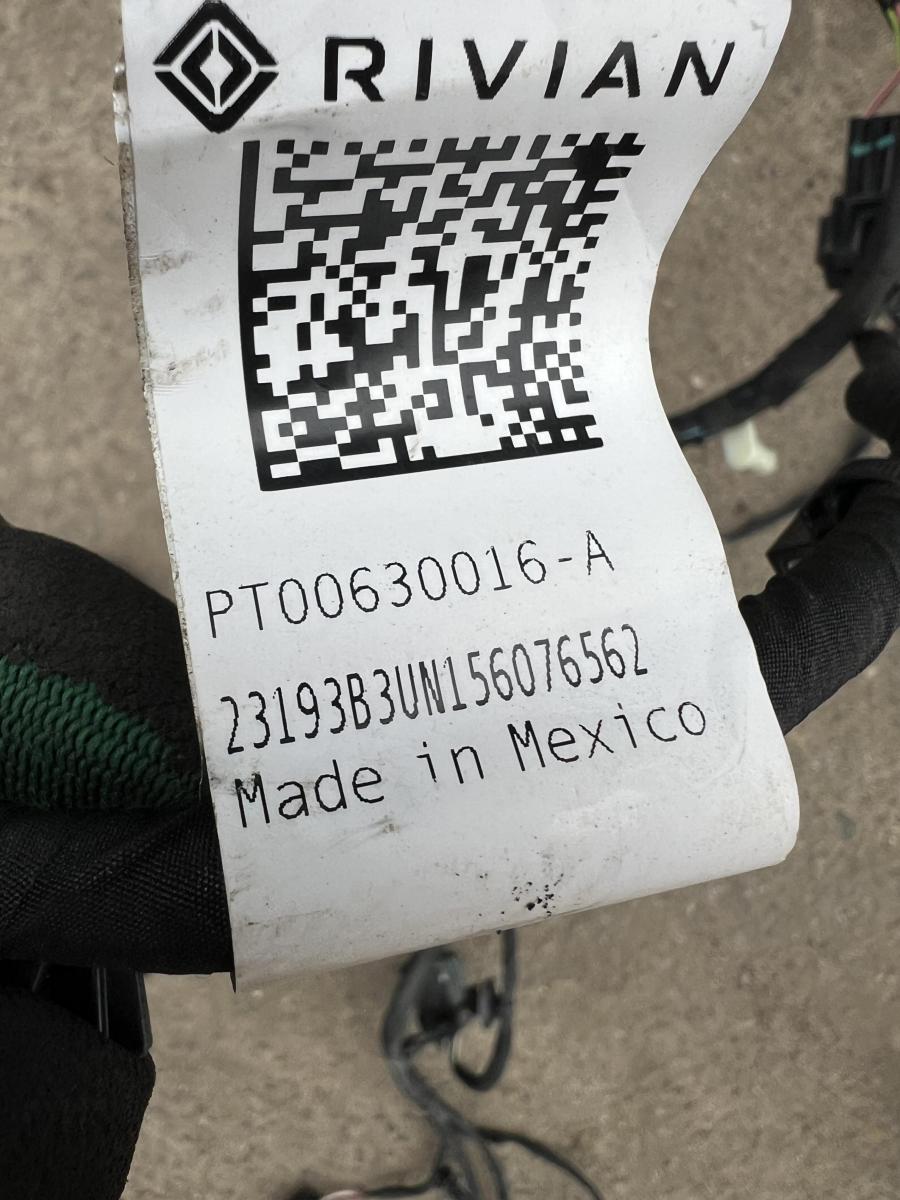 RIVIAN
PT00630016-A
23193B3UN156076562
Made in Mexico